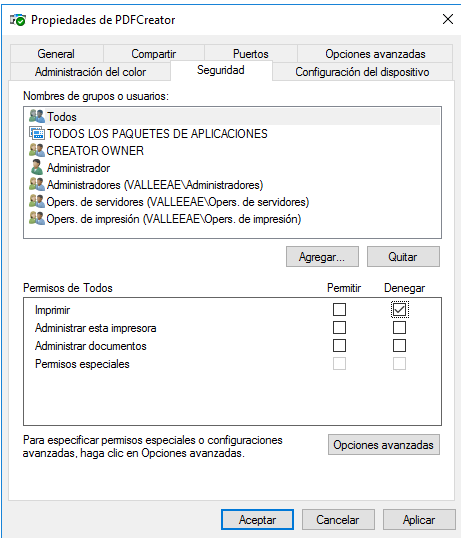 Propiedades de PDFCreator
General Compartir Puertos Opciones avanzadas
Administración del color Seguridad Configuración del dispositivo
Nombres de grupos o usuarios:
Todos
TODOS LOS PAQUETES DE APLICACIONES
CREATOR OWNER
Administrador
Administradores (VALLEEAE\Administradores)
Opers. de servidores (VALLEEAE\Opers. de servidores)
Opers. de impresión (VALLEEAE\Opers. de impresión)
Agregar... Quitar
Permisos de Todos Permitir Denegar
Imprimir
Administrar esta impresora
Administrar documentos
Permisos especiales
Para especificar permisos especiales o configuraciones
avanzadas, haga clic en Opciones avanzadas.
Opciones avanzadas
Aceptar Cancelar Aplicar